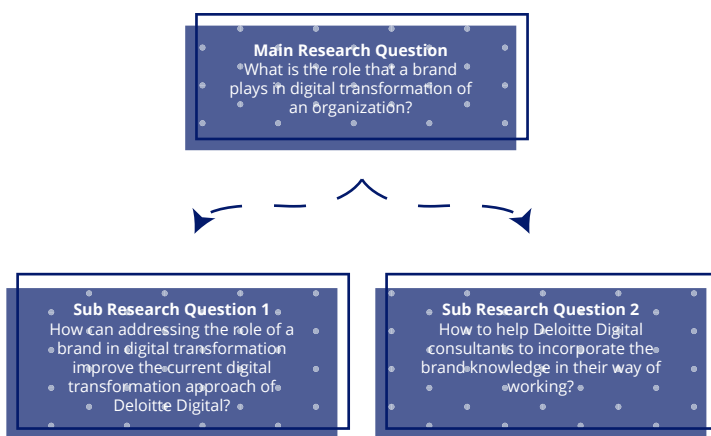 Main Research Question
What is the role that a brand
plays in digital transformation of
an organization?
Sub Research Question 1
How can addressing the role of a
brand in digital transformation
improve the current digital
transformation approach of
Deloitte Digital?
Sub Research Question 2
How to help Deloitte Digital
consultants to incorporate the
brand knowledge in their way of
working?